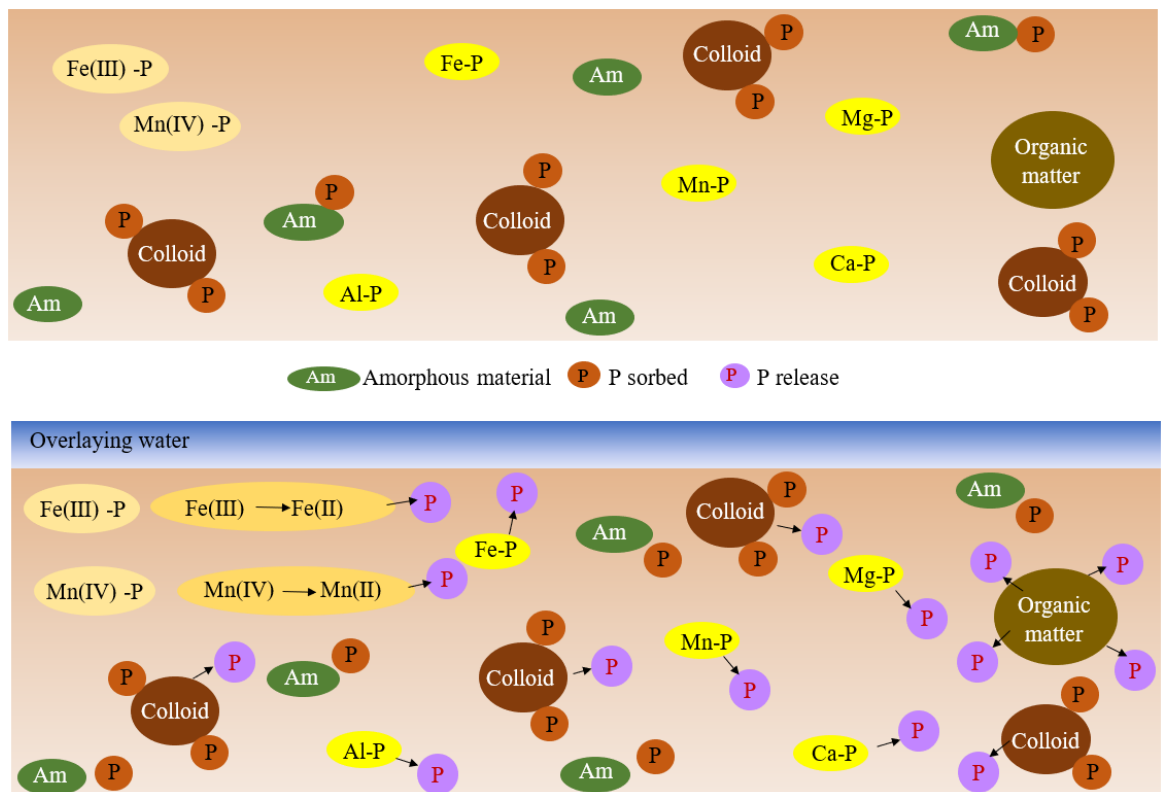 Fe(III) -P
Fe-P
Am
Colloid
P
P
Am
P
Mn(IV) -P
Mg-P
Organic
matter
P
Am
P
Colloid
P
Mn-P
P
Colloid
P
Ca-P
P
Colloid
P
Am
Al-P
Am
Am Amorphous material P P sorbed P P release
Overlaying water
Fe(III) -P
Fe(III) Fe(II)
P
P
Fe-P
Am
P
Colloid
P
P
P
Am
P
Mn(IV) -P
Mn(IV) Mn(II)
P
Mg-P
P
P
P
Organic
matter
P
P
P
Colloid
P
P
Am
P
P
Colloid
P
P
Mn-P
P
P
Colloid
P
P
Am
P
Al-P
P
Am
P
Ca-P
P